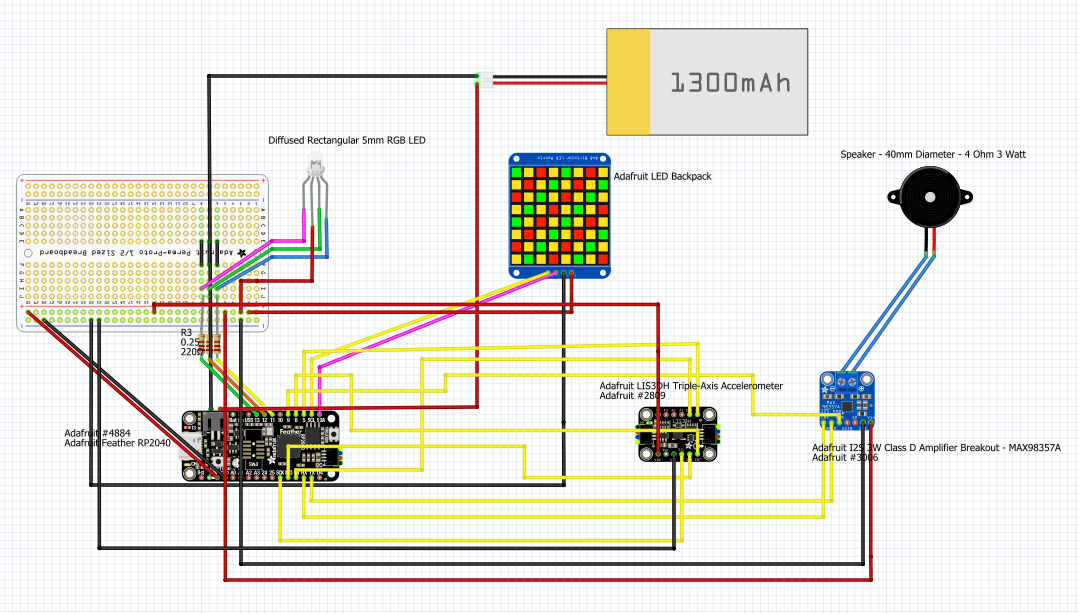 1300mAh
Diffused Rectangular 5mm RGB LED
Adafruit LED Backpack
Speaker - 40mm Diameter - 4 Ohm 3 Watt
Adafruit Perma-Proto 1/2 Sized Breadboard
R3
0.25
220Ω
Adafruit LIS3DH Triple-Axis Accelerometer
Adafruit #2809
Adafruit #4884
Adafruit Feather RP2040
Feather
Adafruit I2S 3W Class D Amplifier Breakout - MAX98357A
Adafruit #3006